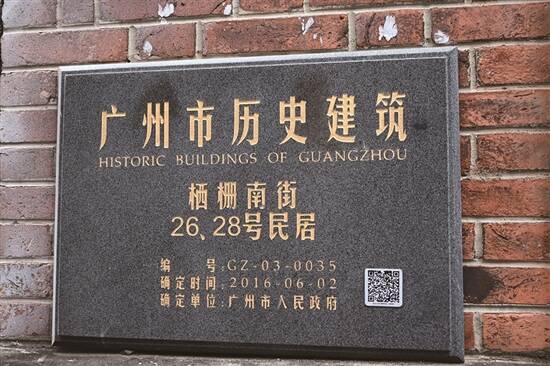 广州市历史建筑
HISTORIC BUILDINGS OF GUANGZHOU
栖栅南街
26、28号民居
编 号:GZ-03-0035
确定时间:2016-06-02
确定单位:广州市人民政府